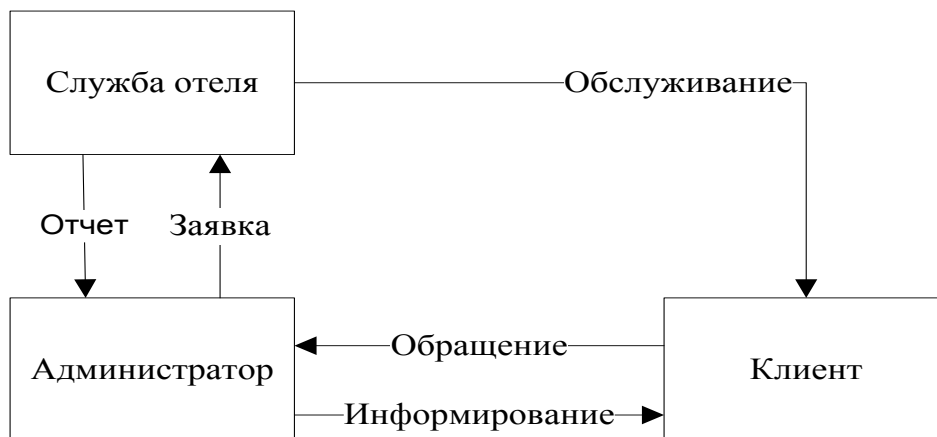 Служба отеля
Обслуживание
Отчет
Заявка
Обращение
Администратор
Клиент
Информирование